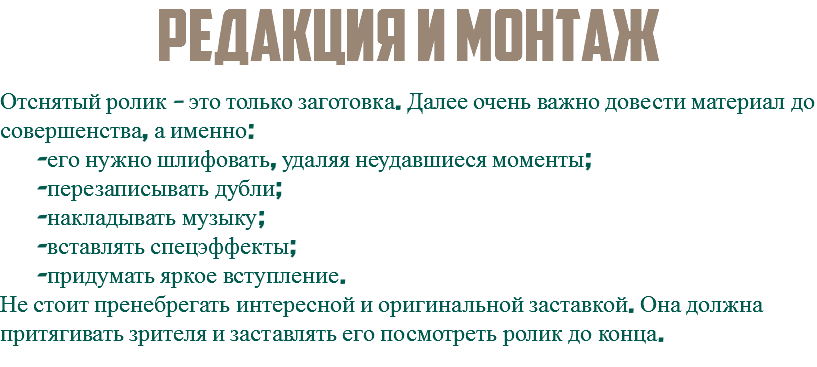 РЕДАКЦИЯ И МОНТАЖ
Отснятый ролик - это только заготовка. Далее очень важно довести материал до
совершенства, а именно:
-его нужно шлифовать, удаляя неудавшиеся моменты;
-перезаписывать дубли;
-накладывать музыку;
-вставлять спецэффекты;
-придумать яркое вступление.
Не стоит пренебрегать интересной и оригинальной заставкой. Она должна
притягивать зрителя и заставлять его посмотреть ролик до конца.